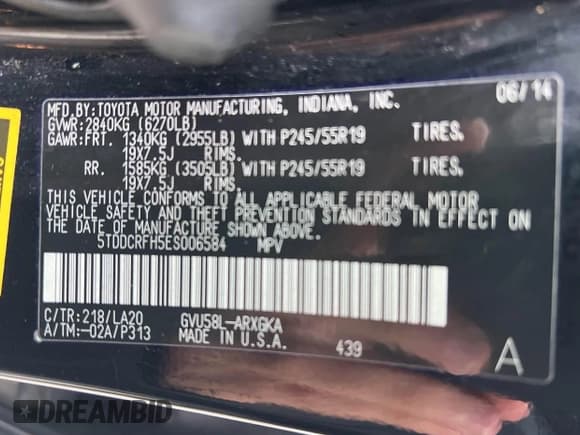 MFD.BY:TOYOTA MOTOR MANUFACTURING, INDIANA, INC. 06/14
GVWR:2840KG (6270LB)
GAWR:FRT. 1340KG (2955LB) WITH P245/55R19 TIRES,
19X7.5J RIMS.
RR. 1585KG (3505LB) WITH P245/55R19 TIRES,
19X7.5J RIMS.
THIS VEHICLE CONFORMS TO ALL APPLICABLE FEDERAL MOTOR
VEHICLE SAFETY AND THEFT PREVENTION STANDARDS IN EFFECT ON
THE DATE OF MANUFACTURE SHOWN ABOVE.
5TDDCRFH5ES006584 MPV
C/TR:218/LA20 GVU58L-ARXGKA
A/TM:-02A/P313 MADE IN U.S.A. 439 A
DREAMBID